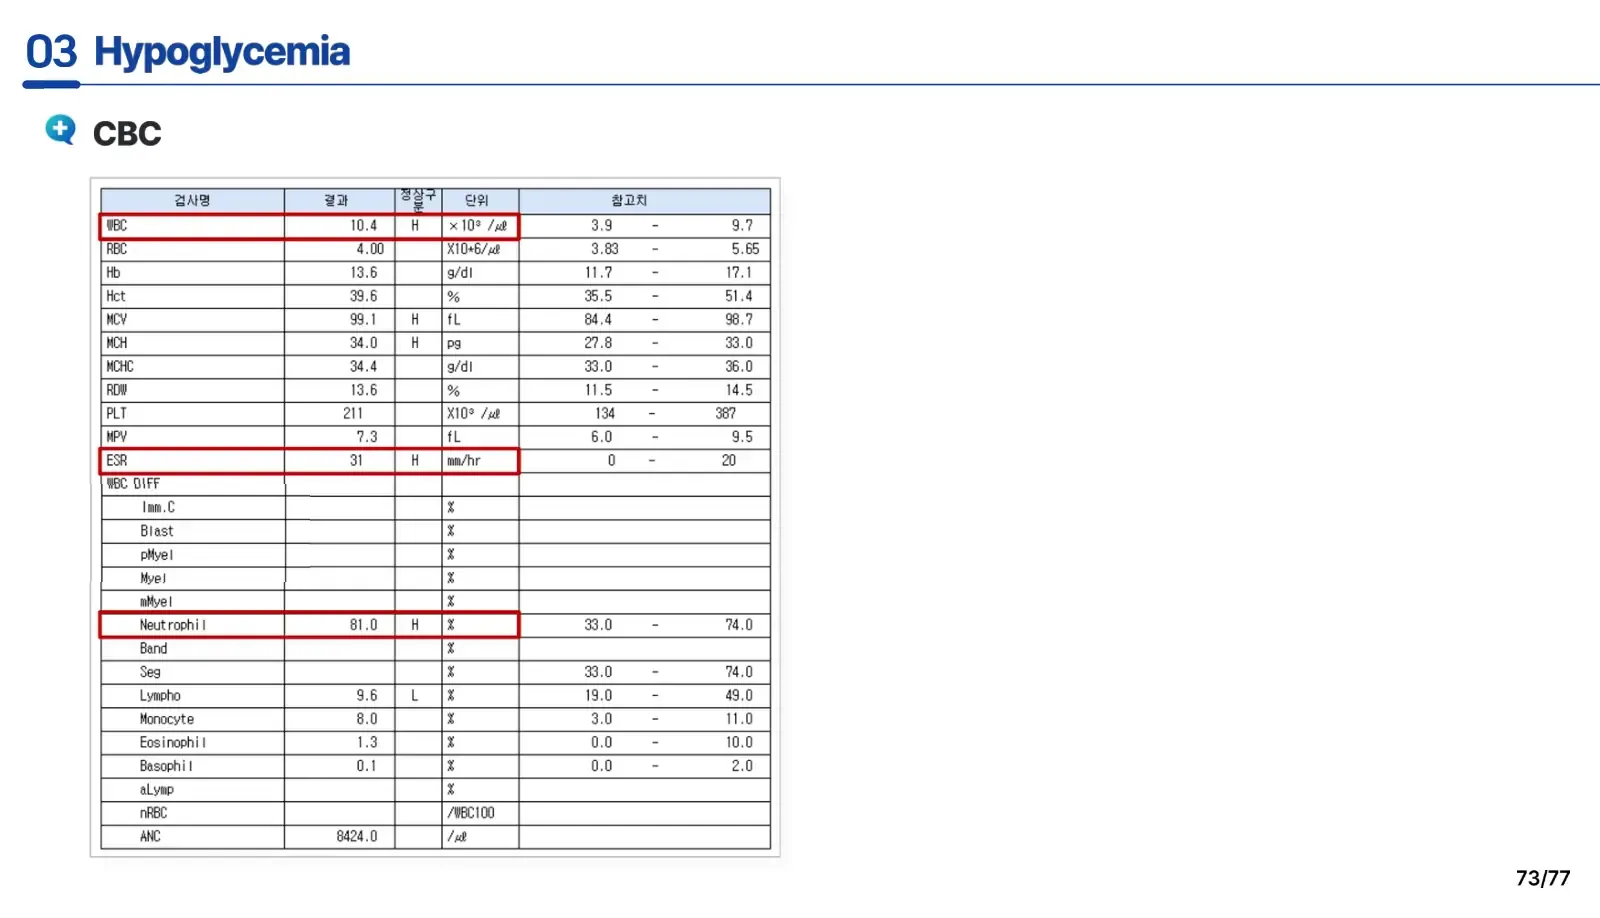 03 Hypoglycemia
CBC
검사명 결과 정상구분 단위 참고치
WBC 10.4 H ×10³ /㎕ 3.9 - 9.7
RBC 4.00 X10*6/㎕ 3.83 - 5.65
Hb 13.6 g/dl 11.7 - 17.1
Hct 39.6 % 35.5 - 51.4
MCV 99.1 H fL 84.4 - 98.7
MCH 34.0 H pg 27.8 - 33.0
MCHC 34.4 g/dl 33.0 - 36.0
RDW 13.6 % 11.5 - 14.5
PLT 211 X10³ /㎕ 134 - 387
MPV 7.3 fL 6.0 - 9.5
ESR 31 H mm/hr 0 - 20
WBC DIFF
Imm.C %
Blast %
pMyel %
Myel %
mMyel %
Neutrophil 81.0 H % 33.0 - 74.0
Band %
Seg % 33.0 - 74.0
Lympho 9.6 L % 19.0 - 49.0
Monocyte 8.0 % 3.0 - 11.0
Eosinophil 1.3 % 0.0 - 10.0
Basophil 0.1 % 0.0 - 2.0
aLymp %
nRBC /WBC100
ANC 8424.0 /㎕
73/77